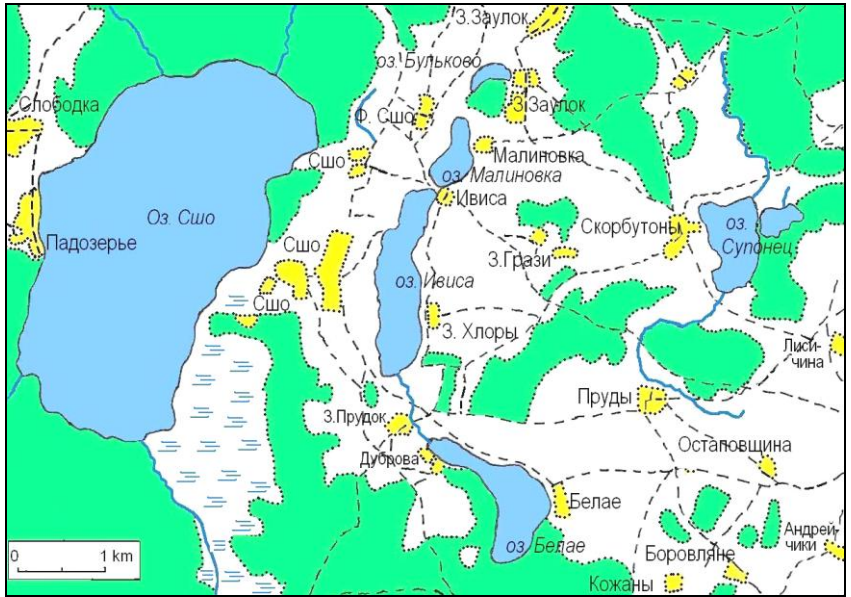 З.Заулок
оз. Бульково
Слободка
Ф. Сшо
З.Заулок
Сшо
Малиновка
оз. Малиновка
Ивиса
Оз. Сшо
Скорбутоны
оз.
Супонец
Падозерье
Сшо
З.Грази
оз. Ивиса
Сшо
З. Хлоры
Лиси-
чина
Пруды
З.Прудок
Остаповщина
Дуброва
Белае
Андрей-
чики
оз. Белае
Боровляне
Кожаны
0 1 km